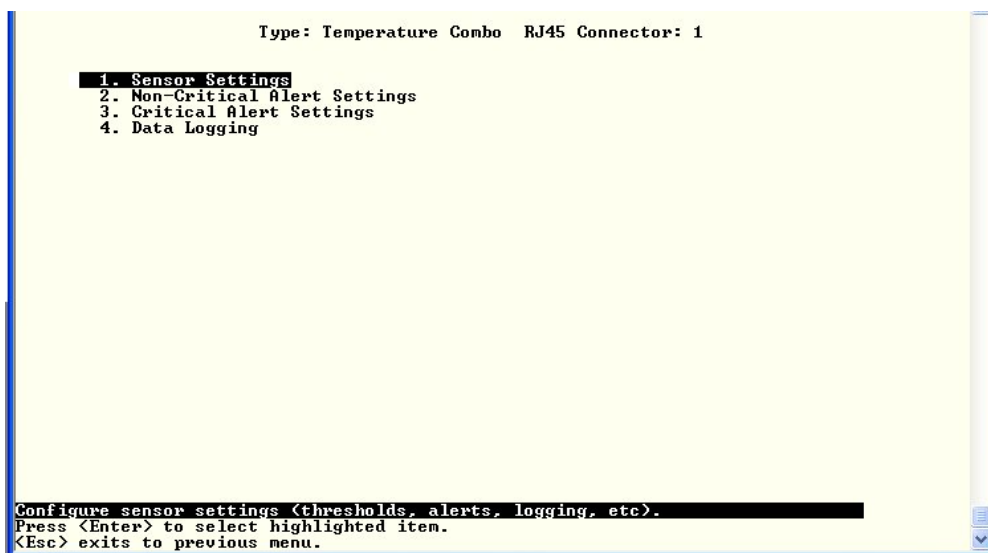 Type: Temperature Combo RJ45 Connector: 1
1. Sensor Settings
2. Non-Critical Alert Settings
3. Critical Alert Settings
4. Data Logging
Configure sensor settings (thresholds, alerts, logging, etc).
Press <Enter> to select highlighted item.
<Esc> exits to previous menu.